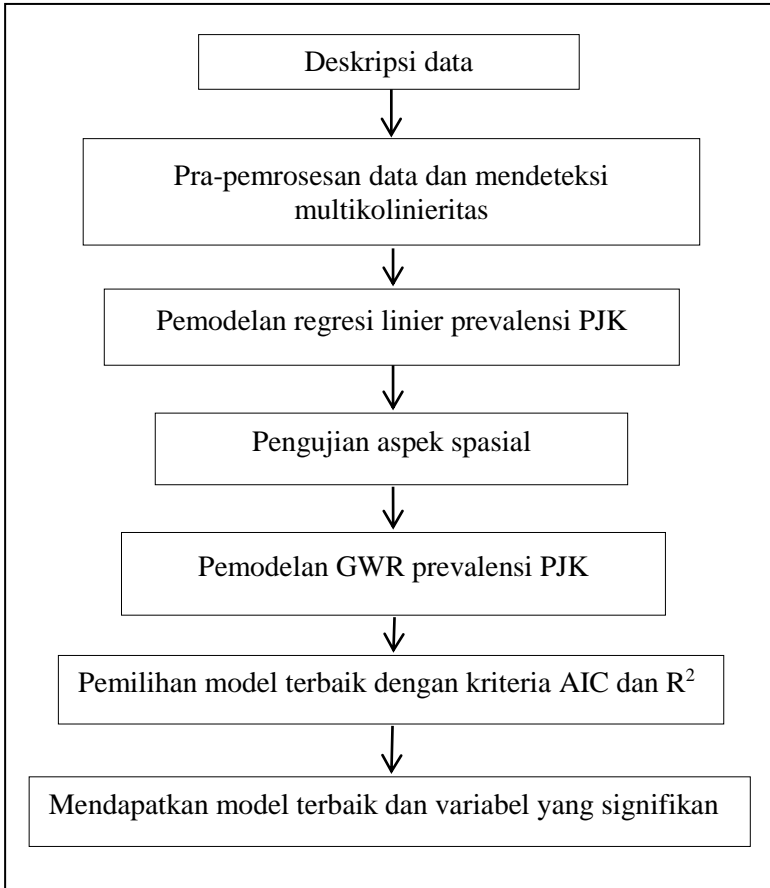 Deskripsi data
Pra-pemrosesan data dan mendeteksi
multikolinieritas
Pemodelan regresi linier prevalensi PJK
Pengujian aspek spasial
Pemodelan GWR prevalensi PJK
Pemilihan model terbaik dengan kriteria AIC dan R²
Mendapatkan model terbaik dan variabel yang signifikan